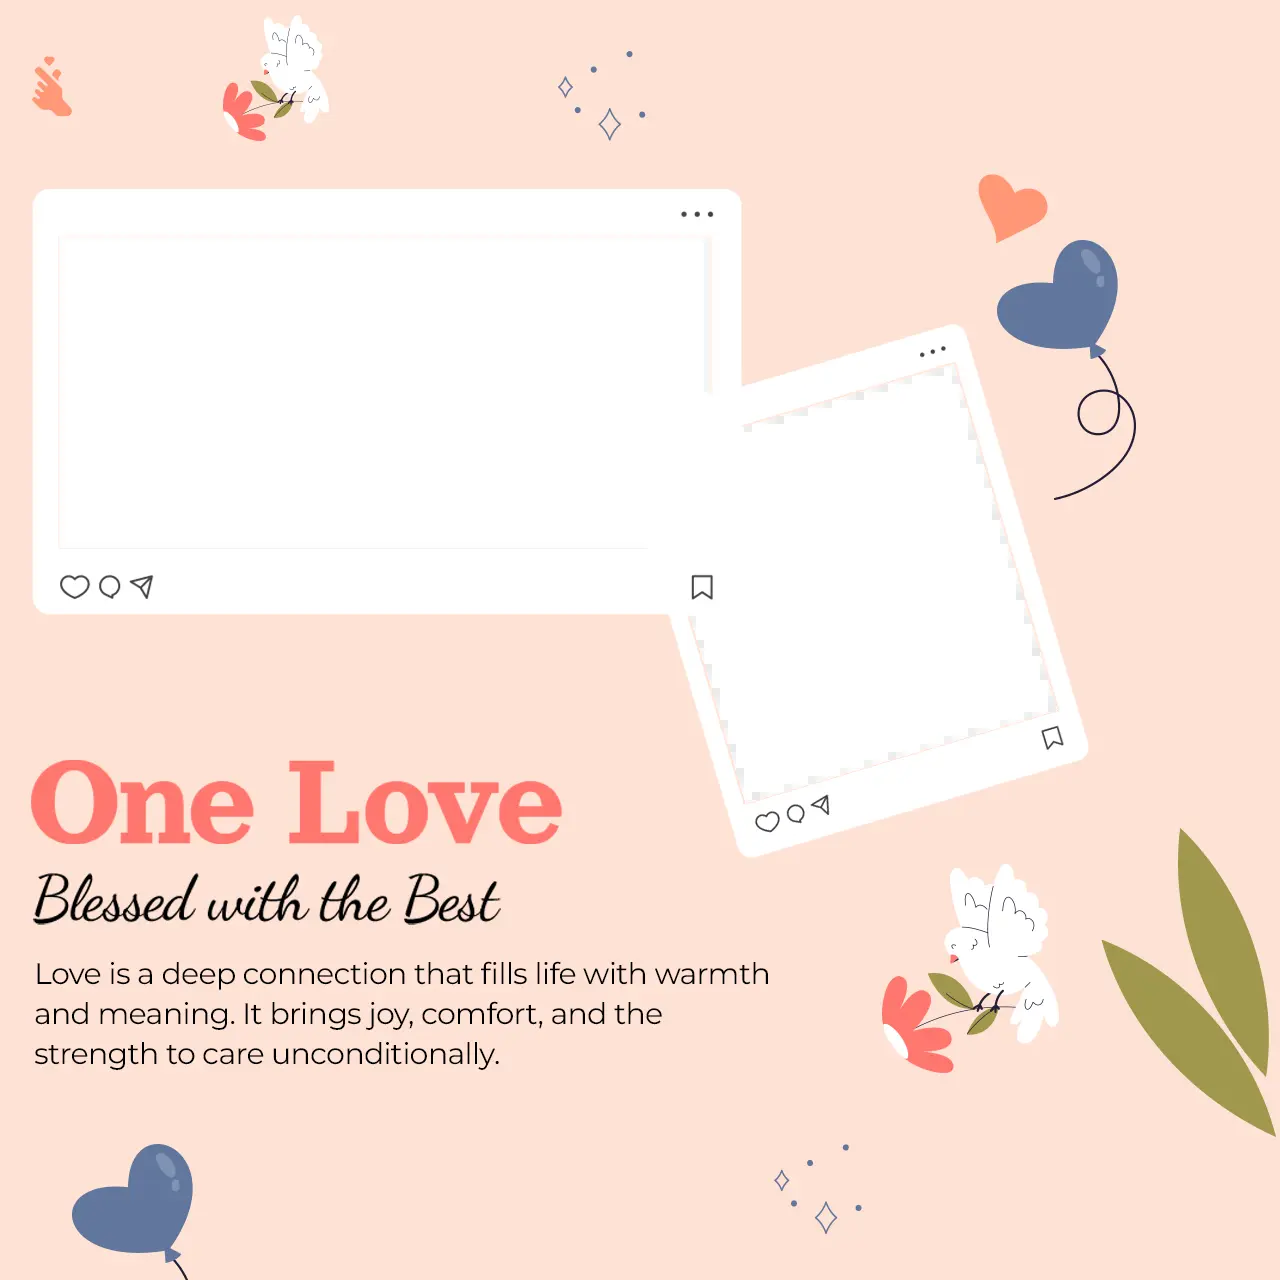 One Love
Blessed with the Best
Love is a deep connection that fills life with warmth
and meaning. It brings joy, comfort, and the
strength to care unconditionally.